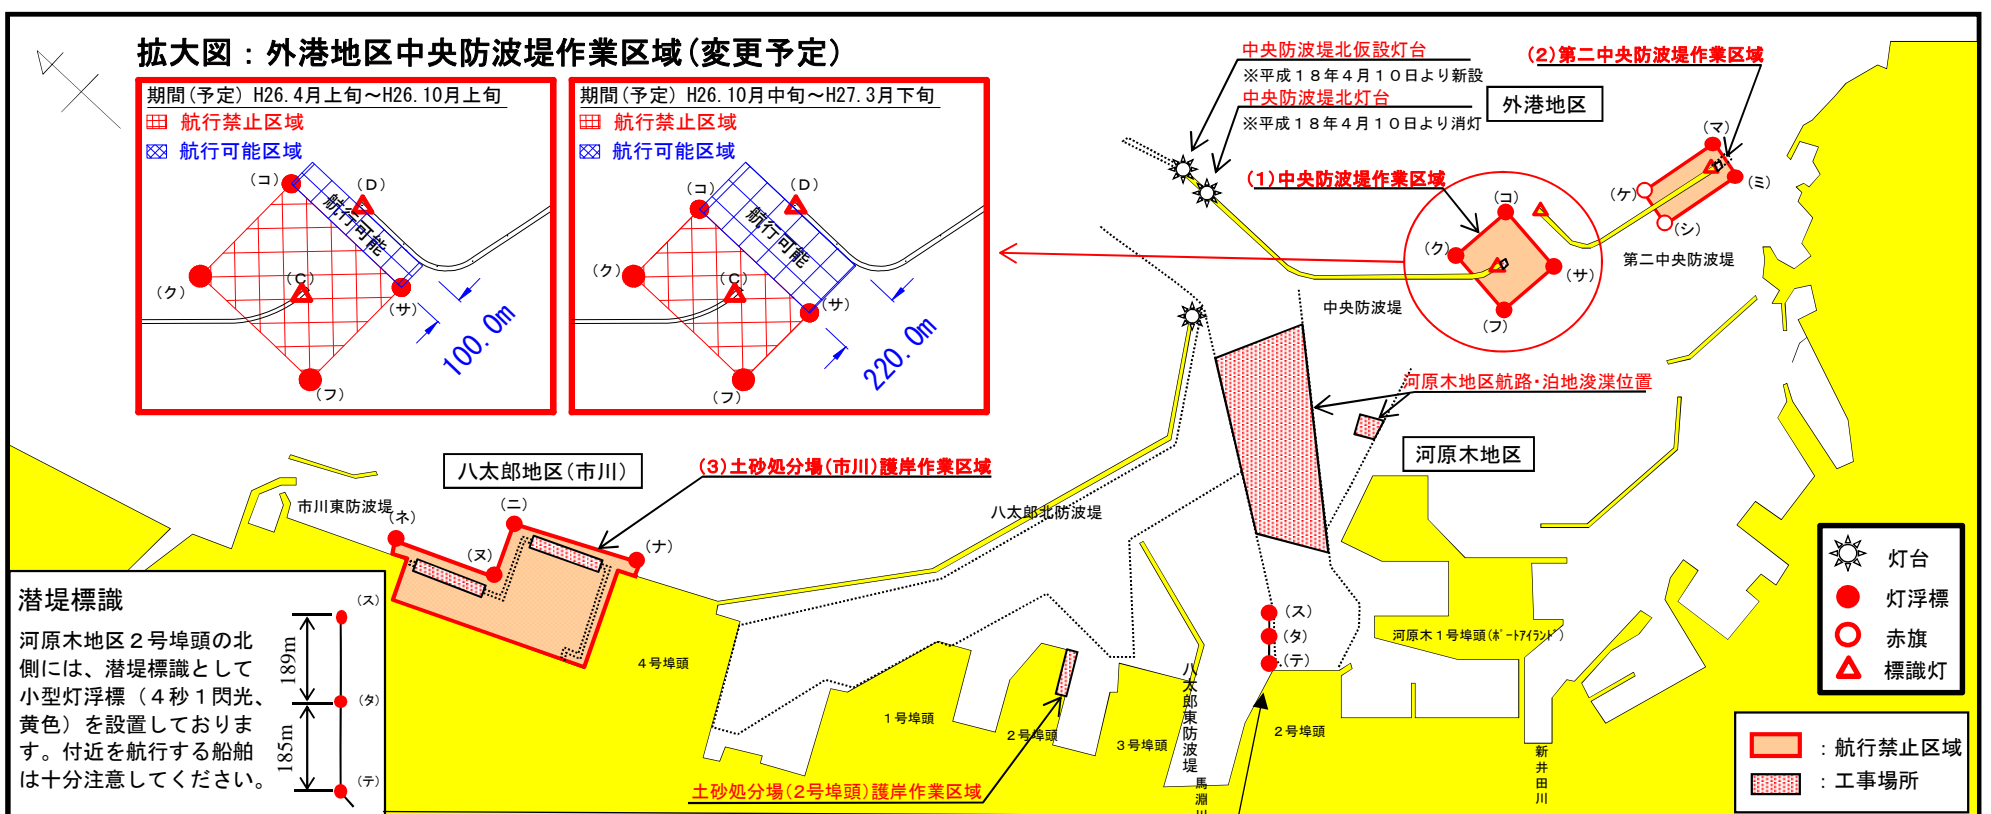 拡大図：外港地区中央防波堤作業区域(変更予定)
期間(予定) H26.4月上旬～H26.10月上旬
航行禁止区域
航行可能区域
(コ)
(D)
航行可能
(ク)
(C)
(サ)
(フ)
100.0m
期間(予定) H26.10月中旬～H27.3月下旬
航行禁止区域
航行可能区域
(コ)
(D)
航行可能
(ク)
(C)
(サ)
(フ)
220.0m
中央防波堤北仮設灯台
※平成１８年４月１０日より新設
中央防波堤北灯台
※平成１８年４月１０日より消灯
(2)第二中央防波堤作業区域
外港地区
(1)中央防波堤作業区域
(マ)
(ミ)
(ケ)
(シ)
(コ)
(ク)
(サ)
(フ)
第二中央防波堤
中央防波堤
河原木地区航路・泊地浚渫位置
河原木地区
八太郎地区(市川)
(3)土砂処分場(市川)護岸作業区域
市川東防波堤
(ネ)
(ニ)
(ヌ)
(ナ)
八太郎北防波堤
潜堤標識
河原木地区２号埠頭の北
側には、潜堤標識として
小型灯浮標（４秒１閃光、
黄色）を設置しておりま
す。付近を航行する船舶
は十分注意してください。
189m
185m
(ス)
(タ)
(テ)
４号埠頭
１号埠頭
２号埠頭
３号埠頭
八太郎東防波堤
馬淵川
(ス)
(タ)
(テ)
２号埠頭
河原木１号埠頭(ﾎﾟｰﾄｱｲﾗﾝﾄﾞ)
新井田川
土砂処分場(2号埠頭)護岸作業区域
灯台
灯浮標
赤旗
標識灯
：航行禁止区域
：工事場所